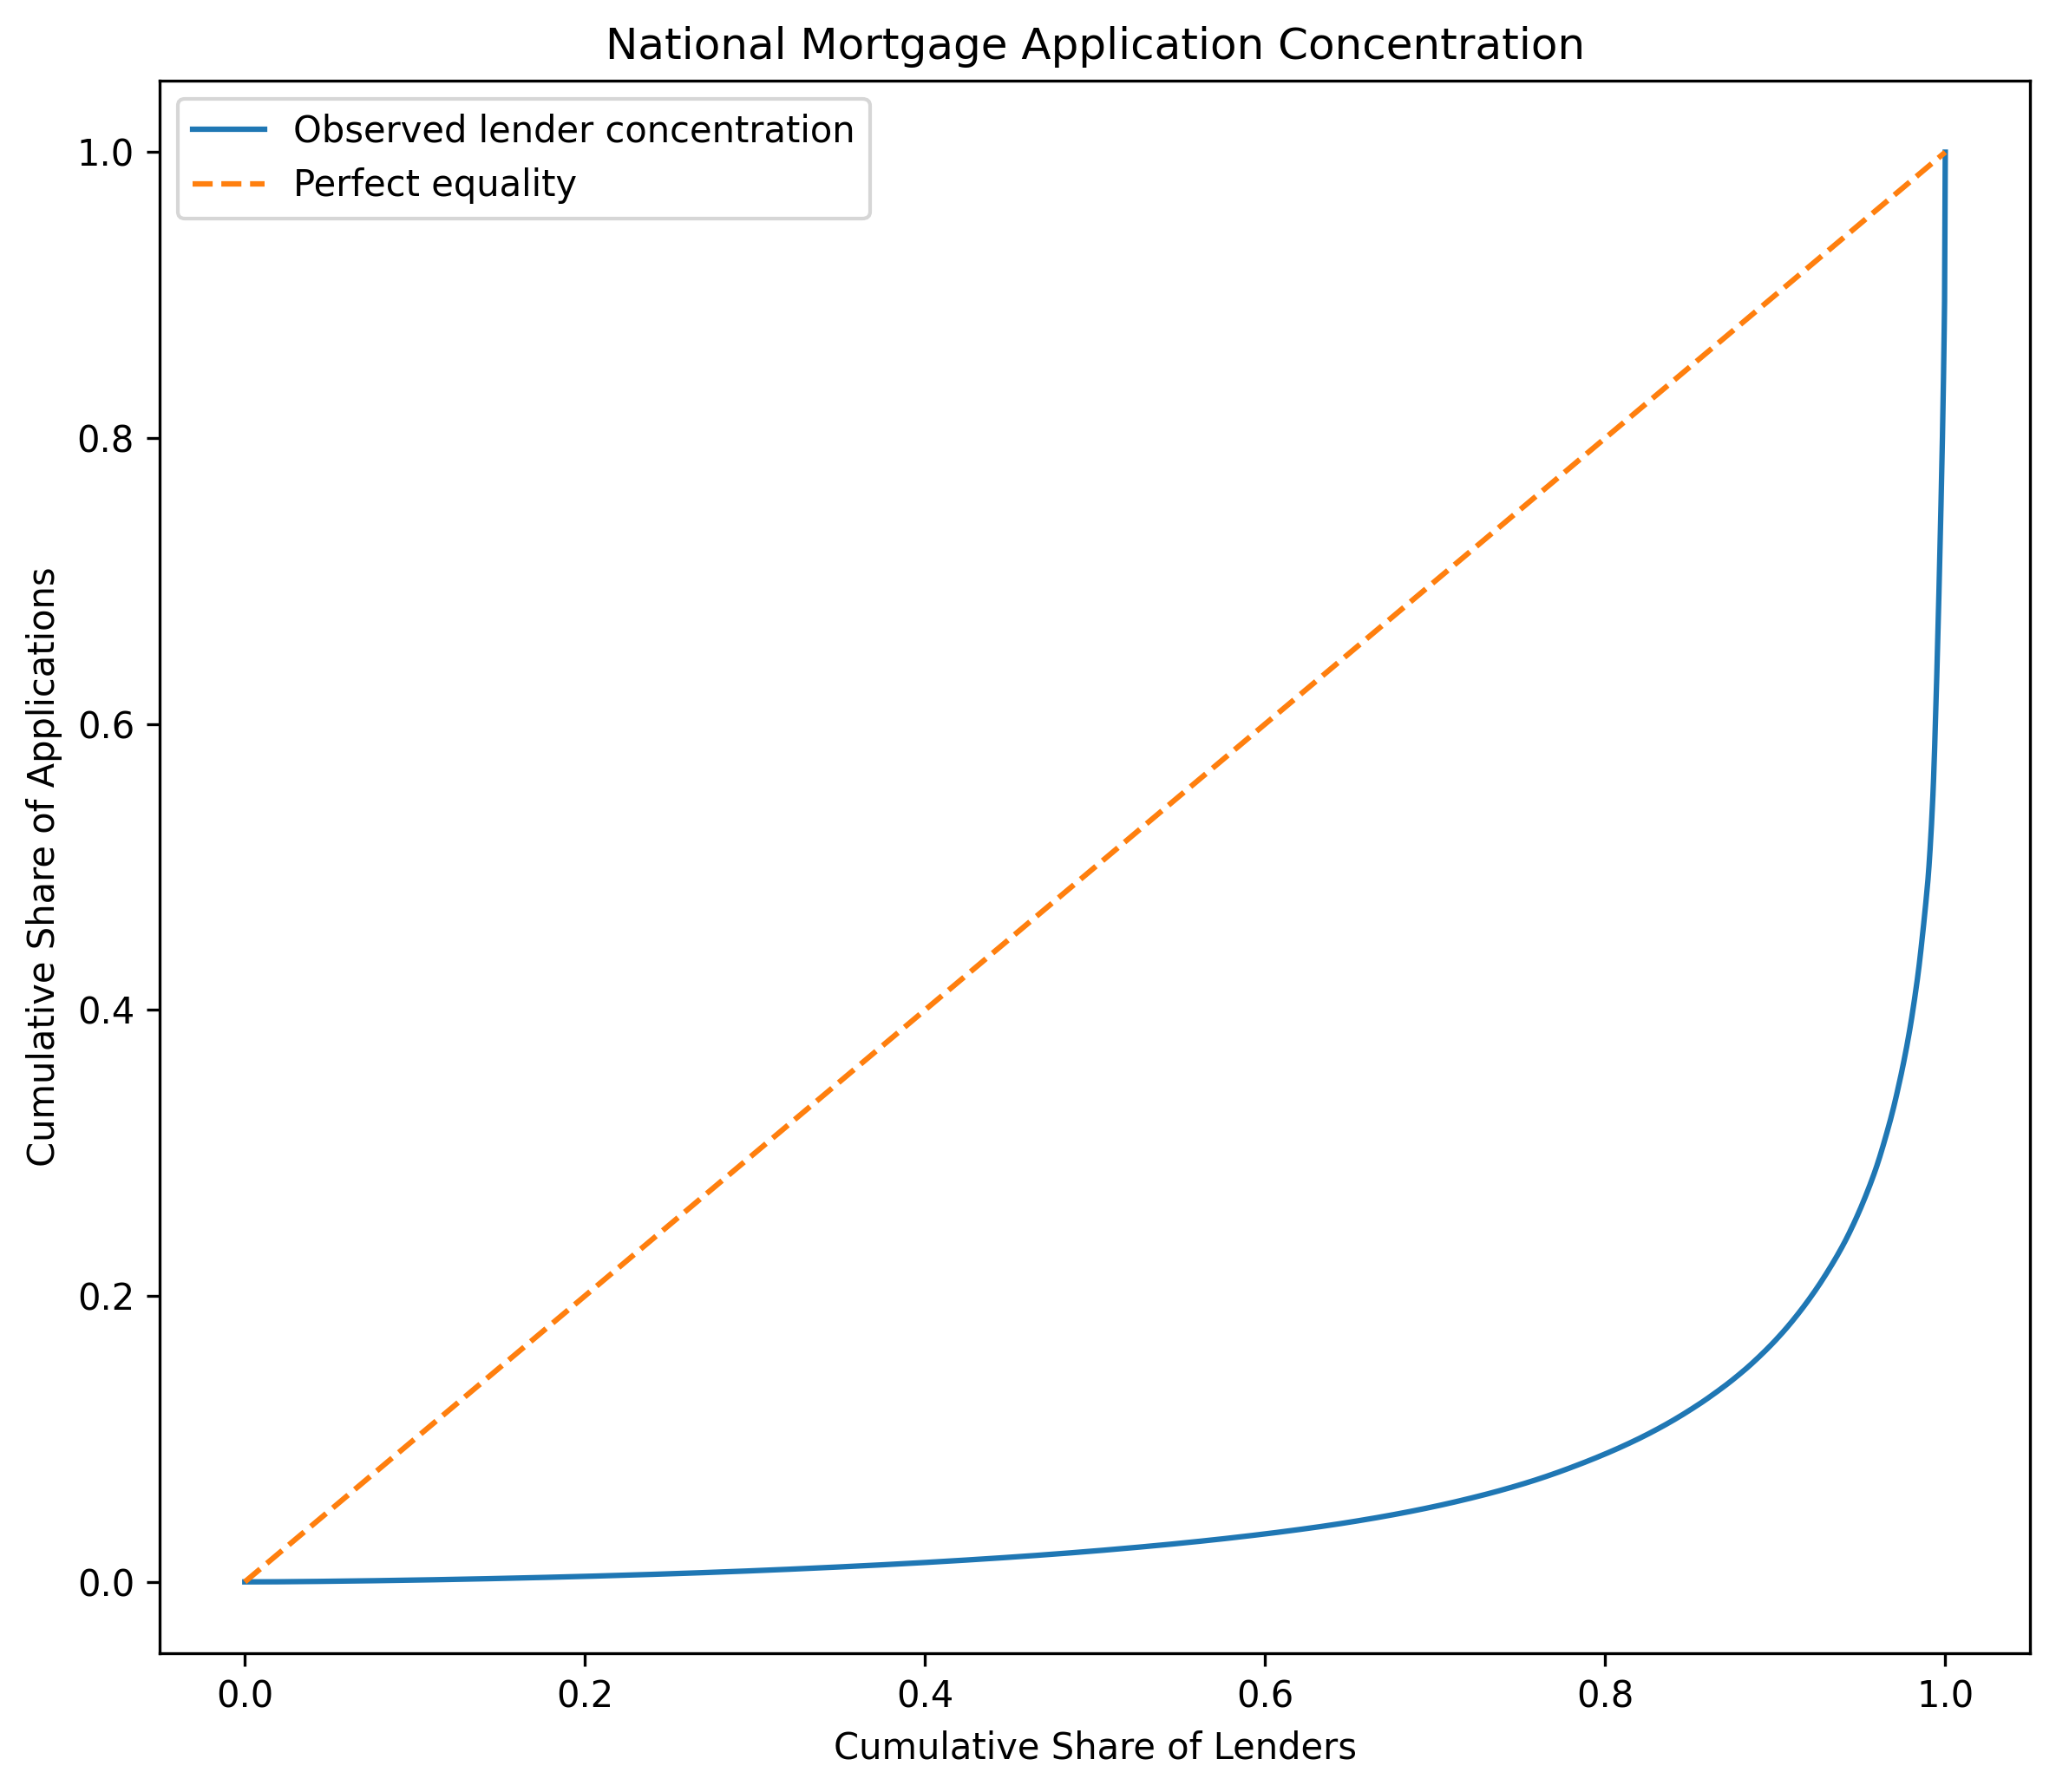 National Mortgage Application Concentration
Observed lender concentration
Perfect equality
1.0
0.8
0.6
0.4
0.2
0.0
Cumulative Share of Applications
0.0 0.2 0.4 0.6 0.8 1.0
Cumulative Share of Lenders